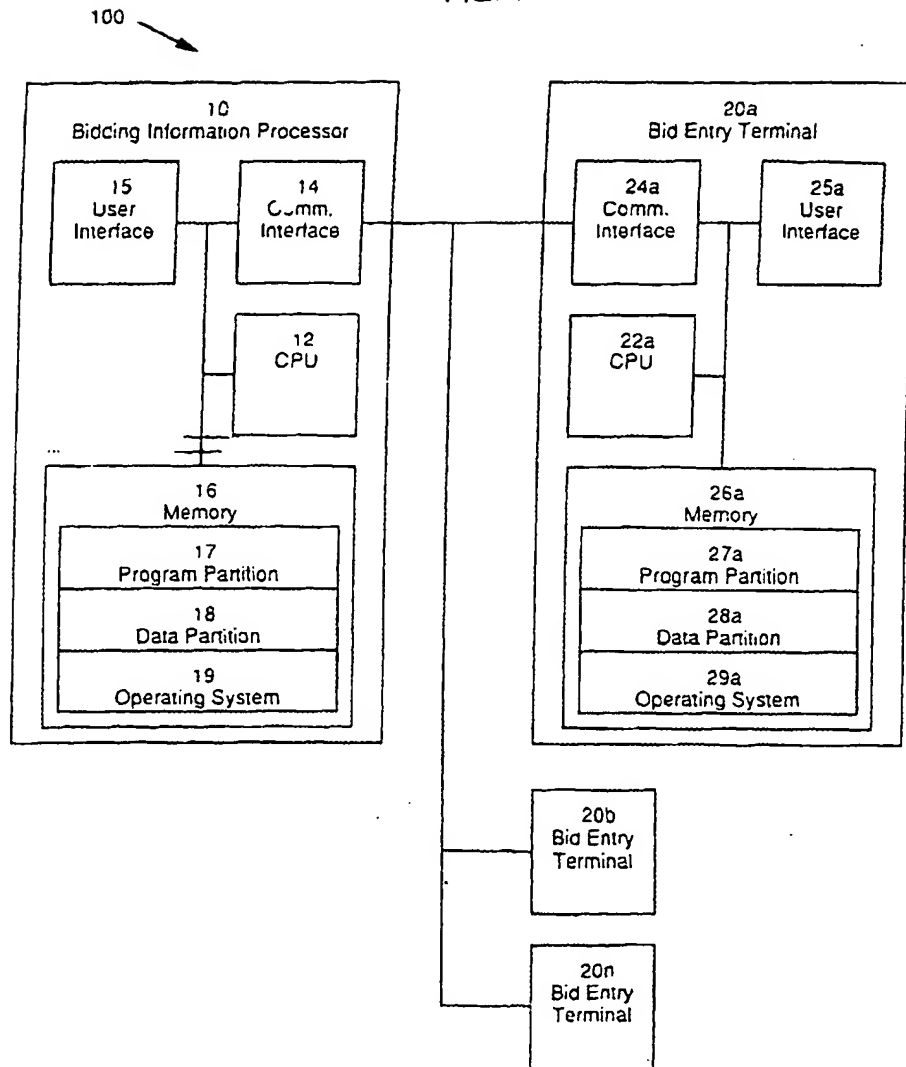 100
10
Bidcing Information Processor
15
User
Interface
14
Comm.
Interface
12
CPU
...
16
Memory
17
Program Partition
18
Data Partition
19
Operating System
20a
Bid Entry Terminal
24a
Comm.
Interface
25a
User
Interface
22a
CPU
26a
Memory
27a
Program Partition
28a
Data Partition
29a
Operating System
20b
Bid Entry
Terminal
20n
Bid Entry
Terminal